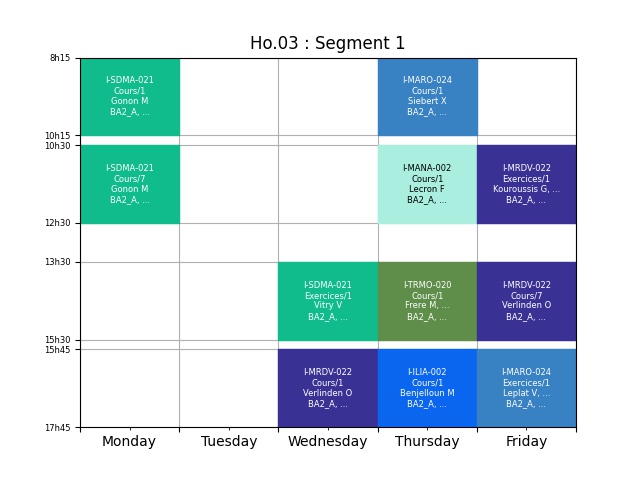 Ho.03 : Segment 1
8h15
I-SDMA-021
Cours/1
Gonon M
BA2_A, ...
I-MARO-024
Cours/1
Siebert X
BA2_A, ...
10h15
10h30
I-SDMA-021
Cours/7
Gonon M
BA2_A, ...
I-MANA-002
Cours/1
Lecron F
BA2_A, ...
I-MRDV-022
Exercices/1
Kouroussis G, ...
BA2_A, ...
12h30
13h30
I-SDMA-021
Exercices/1
Vitry V
BA2_A, ...
I-TRMO-020
Cours/1
Frere M, ...
BA2_A, ...
I-MRDV-022
Cours/7
Verlinden O
BA2_A, ...
15h30
15h45
I-MRDV-022
Cours/1
Verlinden O
BA2_A, ...
I-ILIA-002
Cours/1
Benjelloun M
BA2_A, ...
I-MARO-024
Exercices/1
Leplat V, ...
BA2_A, ...
17h45
Monday
Tuesday
Wednesday
Thursday
Friday